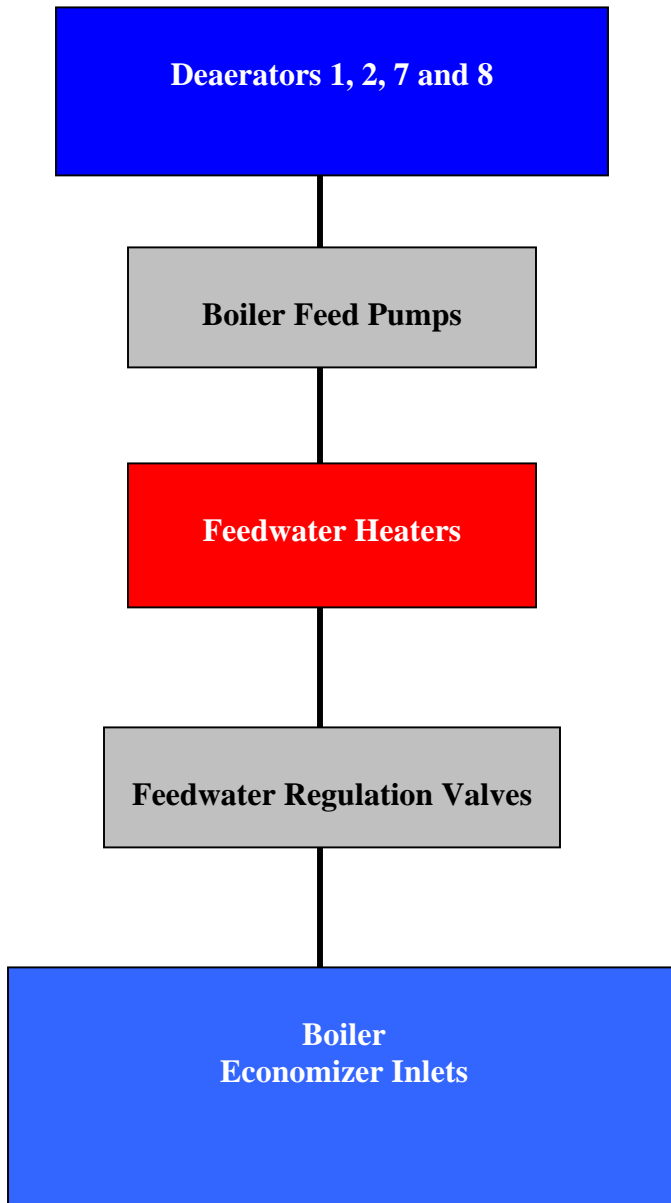 Deaerators 1, 2, 7 and 8
Boiler Feed Pumps
Feedwater Heaters
Feedwater Regulation Valves
Boiler
Economizer Inlets